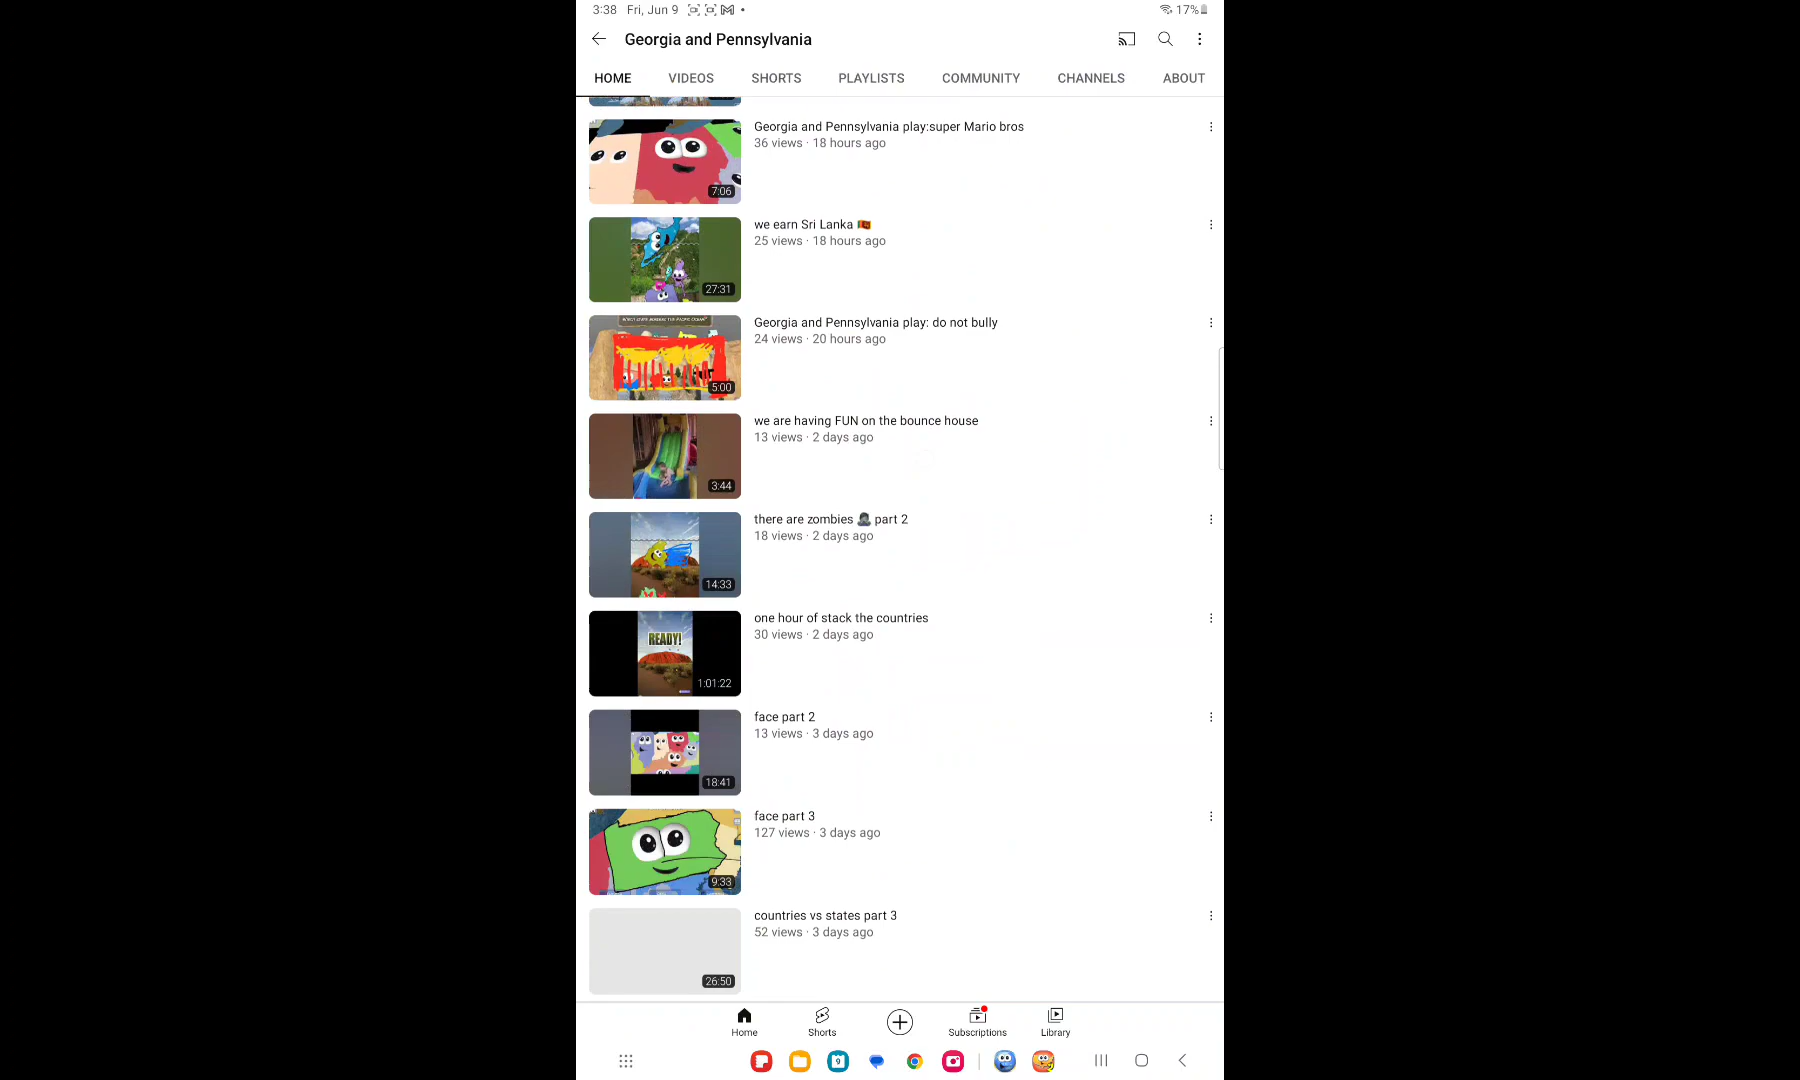 3:38 Fri, Jun 9 17%
Georgia and Pennsylvania
HOME VIDEOS SHORTS PLAYLISTS COMMUNITY CHANNELS ABOUT
Georgia and Pennsylvania play:super Mario bros
36 views · 18 hours ago
7:06
we earn Sri Lanka 🇱🇰
25 views · 18 hours ago
27:31
Georgia and Pennsylvania play: do not bully
24 views · 20 hours ago
5:00
we are having FUN on the bounce house
13 views · 2 days ago
3:44
there are zombies 🧟 part 2
18 views · 2 days ago
14:33
one hour of stack the countries
30 views · 2 days ago
READY!
1:01:22
face part 2
13 views · 3 days ago
18:41
face part 3
127 views · 3 days ago
9:33
countries vs states part 3
52 views · 3 days ago
26:50
Home Shorts Subscriptions Library
9